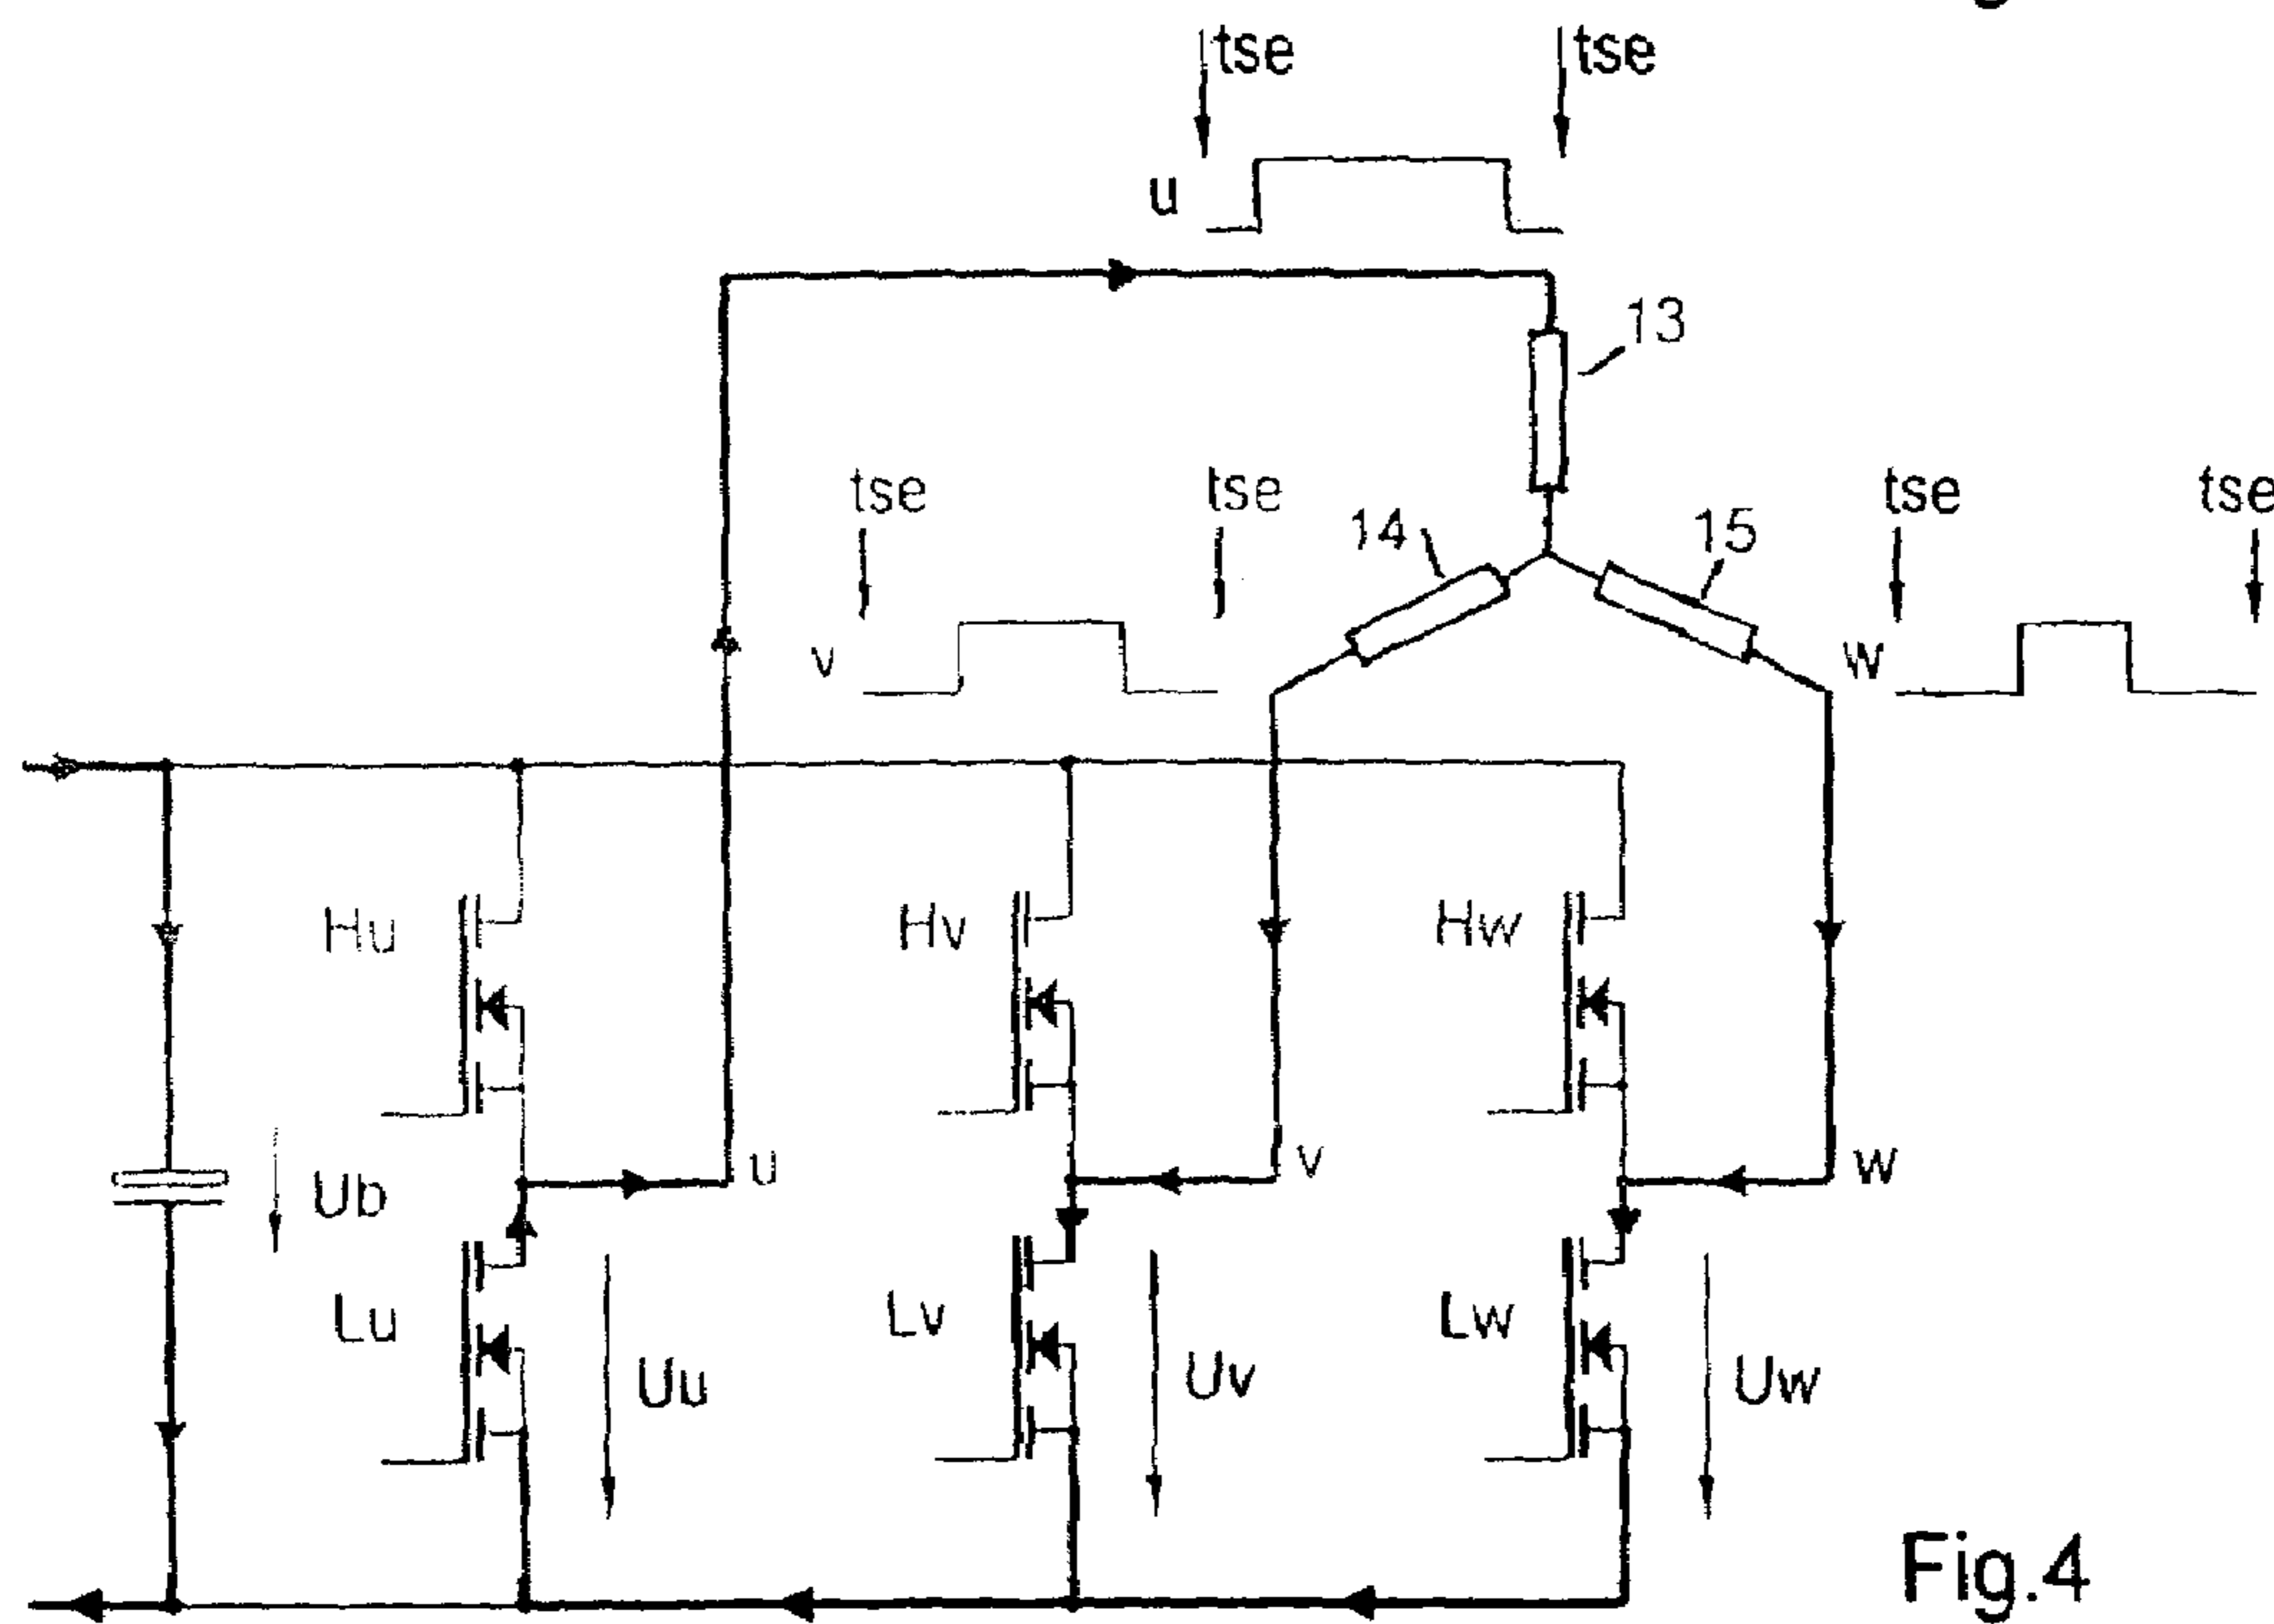 tse tse
u
13
tse tse 14 15 tse tse
v w
Hu Hv Hw
u v w
Ub
Lu Lv Lw
Uu Uv Uw
Fig.4